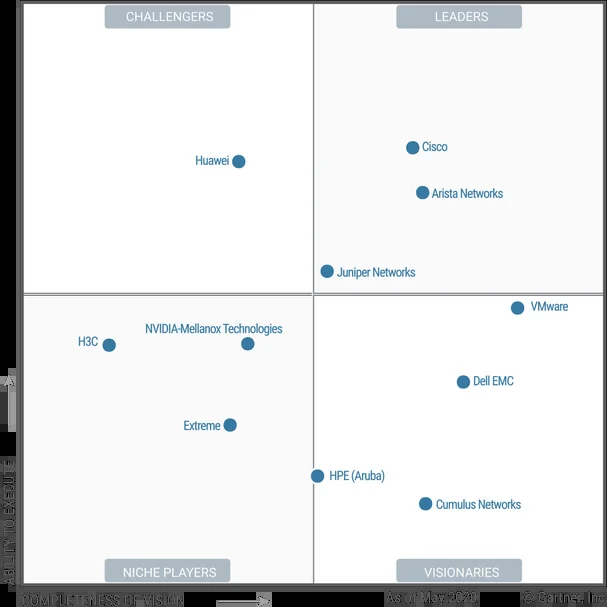 CHALLENGERS
LEADERS
Cisco
Huawei
Arista Networks
Juniper Networks
VMware
NVIDIA-Mellanox Technologies
H3C
Dell EMC
Extreme
HPE (Aruba)
Cumulus Networks
NICHE PLAYERS
VISIONARIES
ABILITY TO EXECUTE
COMPLETENESS OF VISION
As of May 2020
© Gartner, Inc